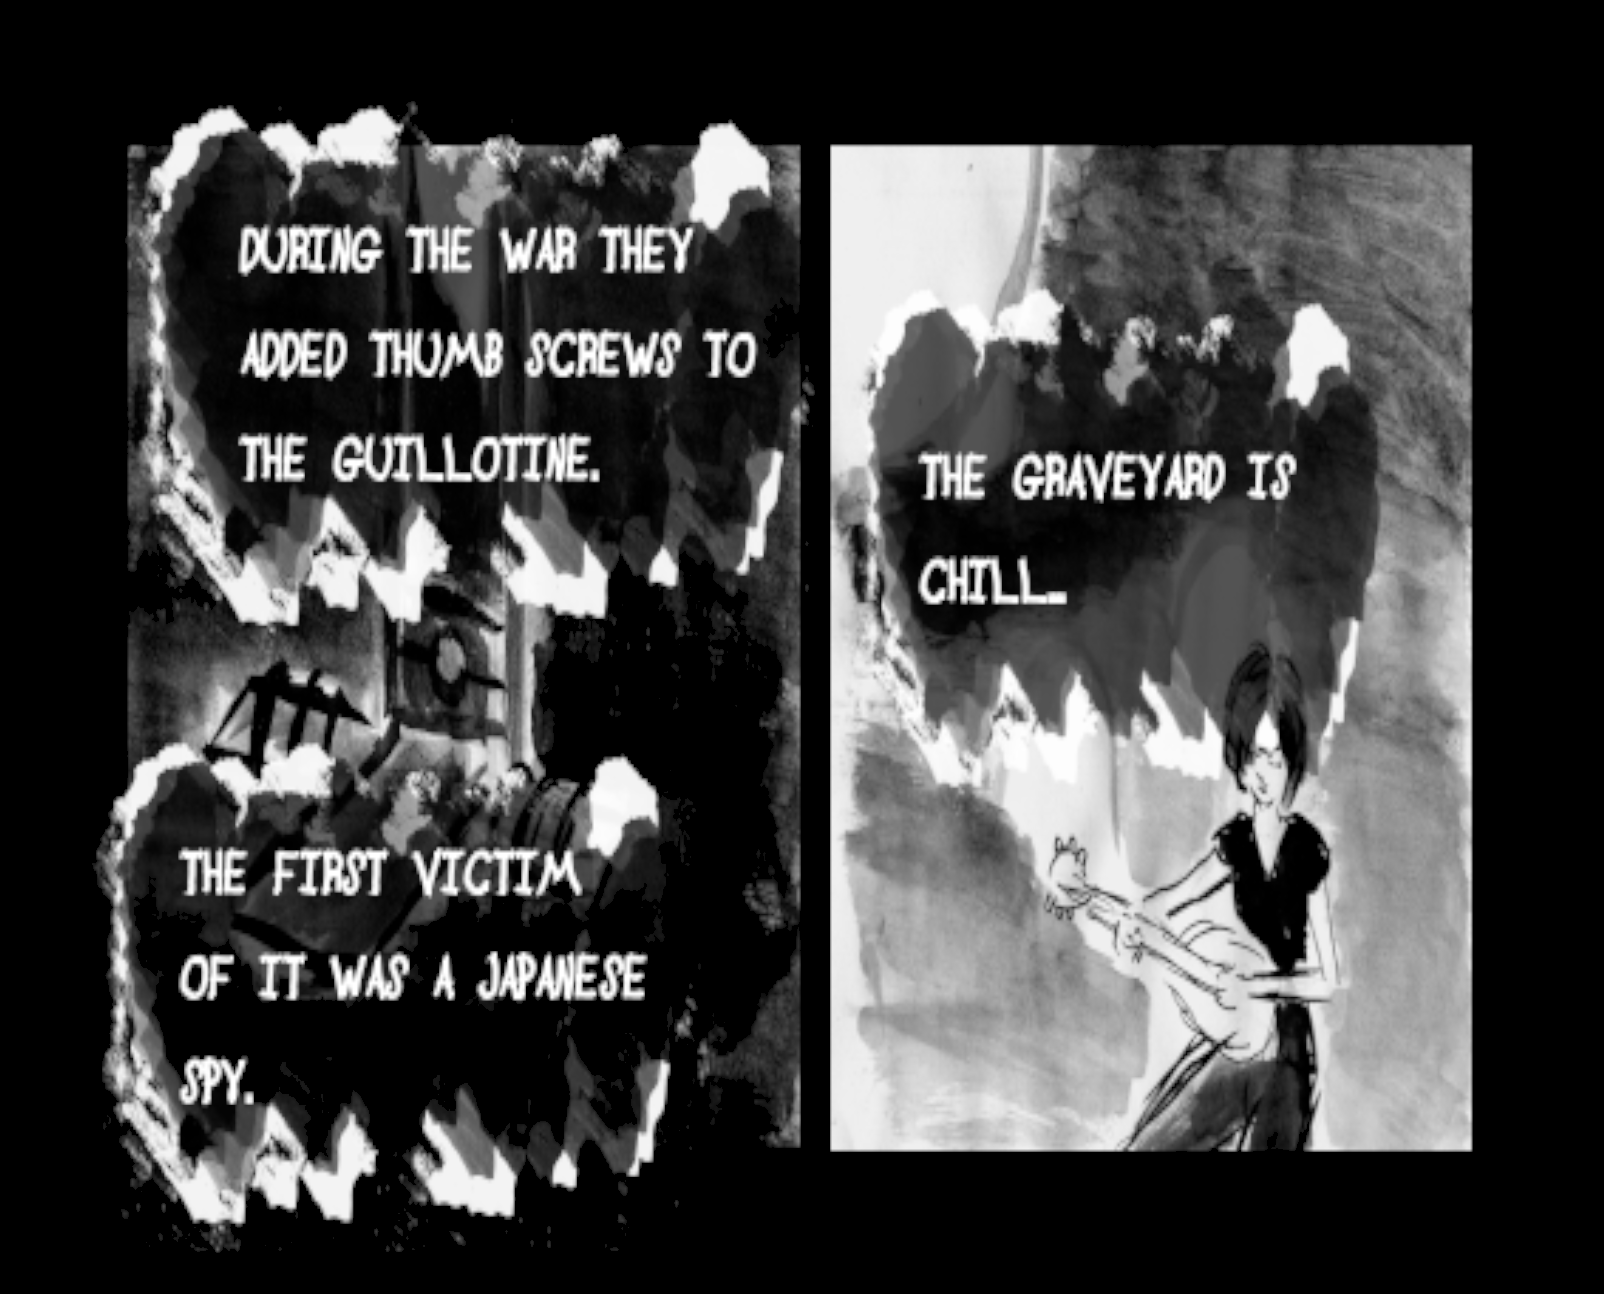 DURING THE WAR THEY
ADDED THUMB SCREWS TO
THE GUILLOTINE.
THE FIRST VICTIM
OF IT WAS A JAPANESE
SPY.
THE GRAVEYARD IS
CHILL_